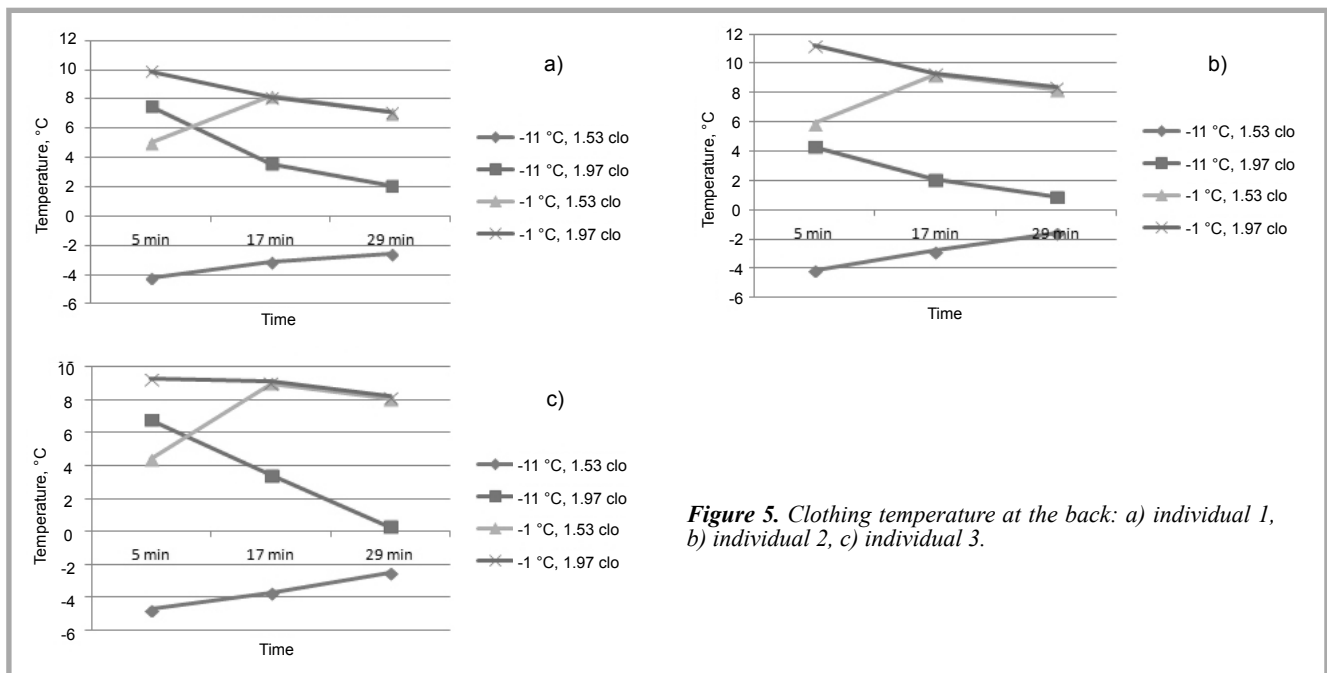 12
10
8
6
4
2
0
-2
-4
-6
Temperature, °C
5 min 17 min 29 min
Time
a)
-11 °C, 1.53 clo
-11 °C, 1.97 clo
-1 °C, 1.53 clo
-1 °C, 1.97 clo
12
10
8
6
4
2
0
-2
-4
-6
Temperature, °C
5 min 17 min 29 min
Time
b)
-11 °C, 1.53 clo
-11 °C, 1.97 clo
-1 °C, 1.53 clo
-1 °C, 1.97 clo
10
8
6
4
2
0
-2
-4
-6
Temperature, °C
5 min 17 min 29 min
Time
c)
-11 °C, 1.53 clo
-11 °C, 1.97 clo
-1 °C, 1.53 clo
-1 °C, 1.97 clo
Figure 5. Clothing temperature at the back: a) individual 1,
b) individual 2, c) individual 3.